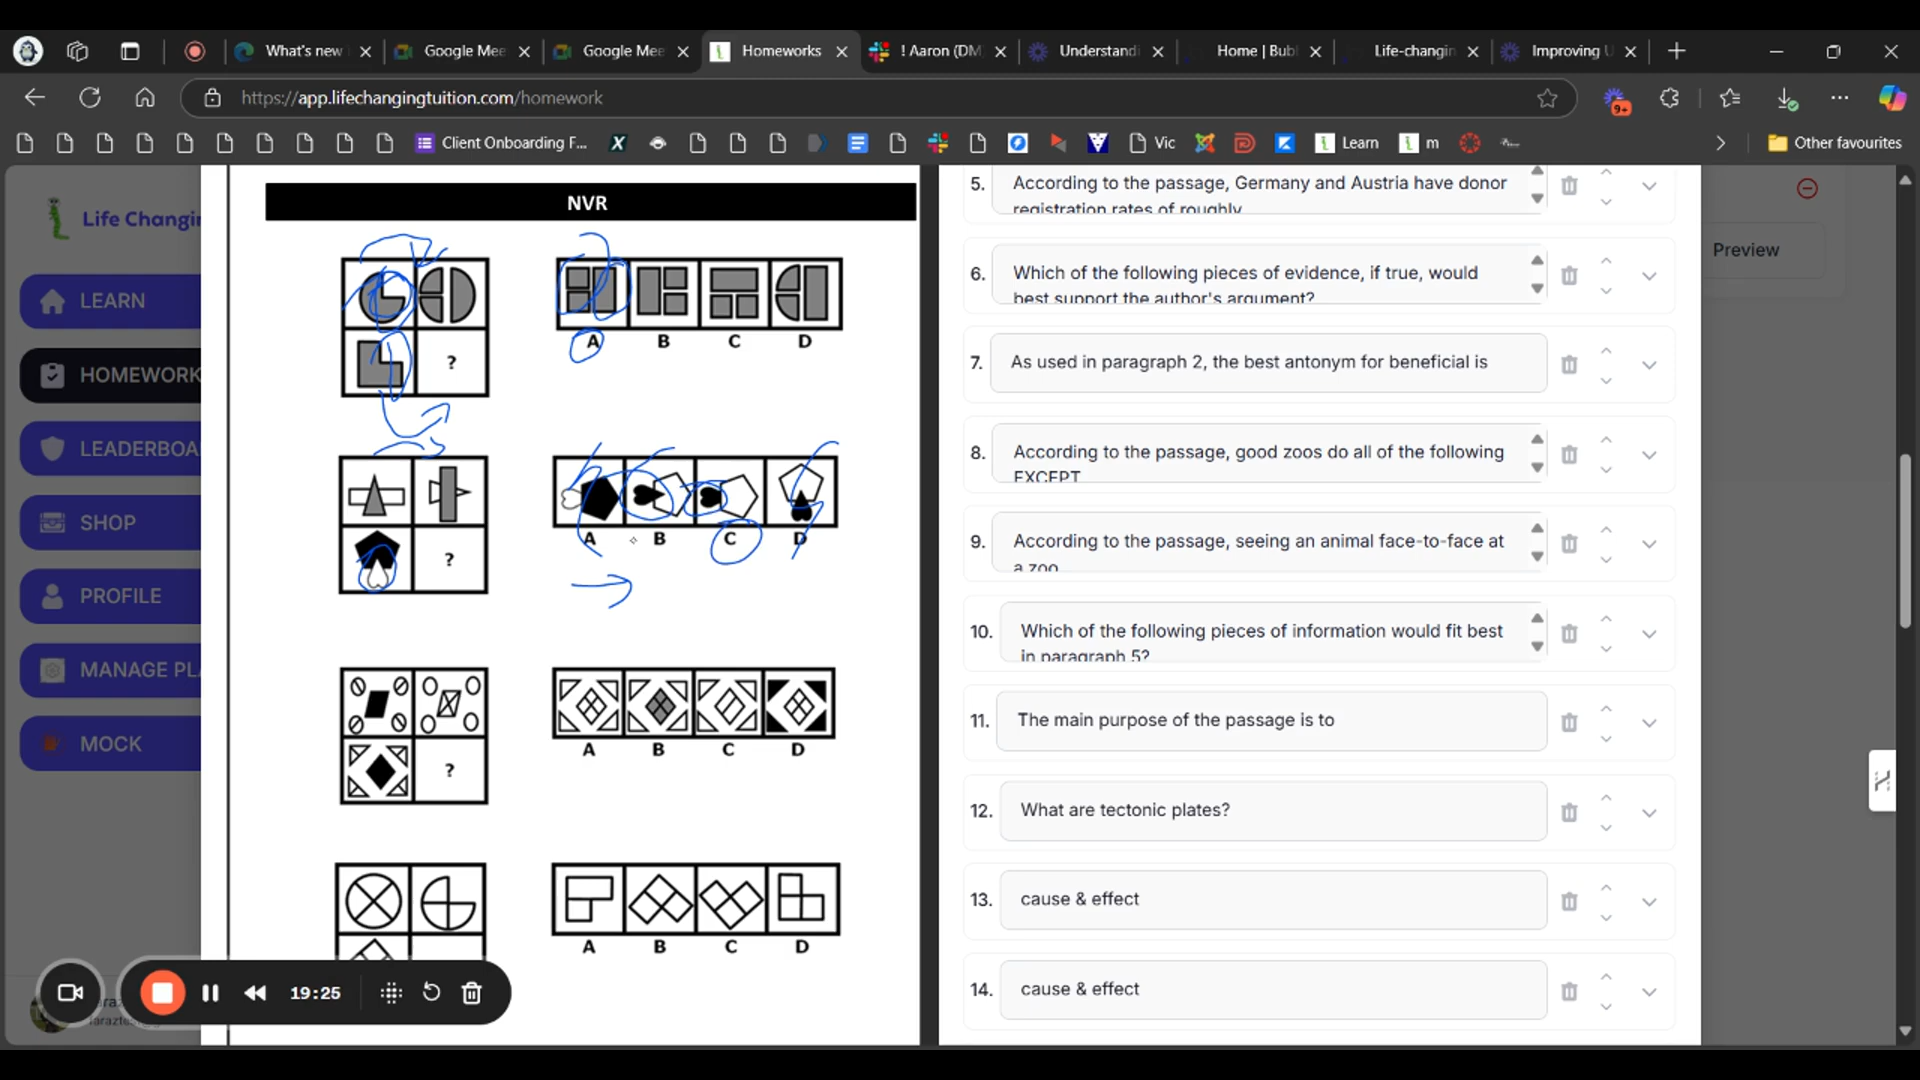 What's new
Google Mee
Google Mee
Homeworks
! Aaron (DM
Understandi
Home | Bub
Life-changin
Improving U
https://app.lifechangingtuition.com/homework
9+
Client Onboarding F...
Vic
Learn
m
Other favourites
Life Changi
LEARN
HOMEWORK
LEADERBOA
SHOP
PROFILE
MANAGE PL
MOCK
NVR
?
A B C D
?
A B C D
?
A B C D
A B C D
19:25
5. According to the passage, Germany and Austria have donor
registration rates of roughly
6. Which of the following pieces of evidence, if true, would
best support the author's argument?
7. As used in paragraph 2, the best antonym for beneficial is
8. According to the passage, good zoos do all of the following
EXCEPT
9. According to the passage, seeing an animal face-to-face at
a zoo
10. Which of the following pieces of information would fit best
in paragraph 5?
11. The main purpose of the passage is to
12. What are tectonic plates?
13. cause & effect
14. cause & effect
Preview